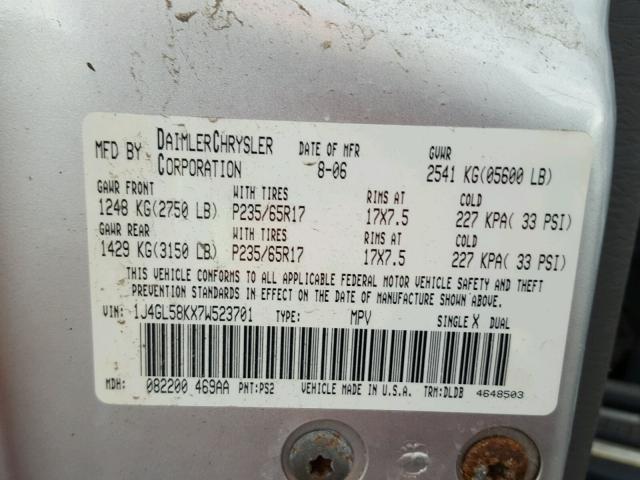 MFD BY DAIMLERCHRYSLER CORPORATION DATE OF MFR 8-06 GVWR 2541 KG(05600 LB)
GAWR FRONT WITH TIRES RIMS AT COLD
1248 KG(2750 LB) P235/65R17 17X7.5 227 KPA( 33 PSI)
GAWR REAR WITH TIRES RIMS AT COLD
1429 KG(3150 LB) P235/65R17 17X7.5 227 KPA( 33 PSI)
THIS VEHICLE CONFORMS TO ALL APPLICABLE FEDERAL MOTOR VEHICLE SAFETY AND THEFT
PREVENTION STANDARDS IN EFFECT ON THE DATE OF MANUFACTURE SHOWN ABOVE.
VIN: 1J4GL58KX7W523701 TYPE: MPV SINGLE X DUAL
MDH: 082200 469AA PNT:PS2 VEHICLE MADE IN U.S.A. TRM:DLDB 4648503